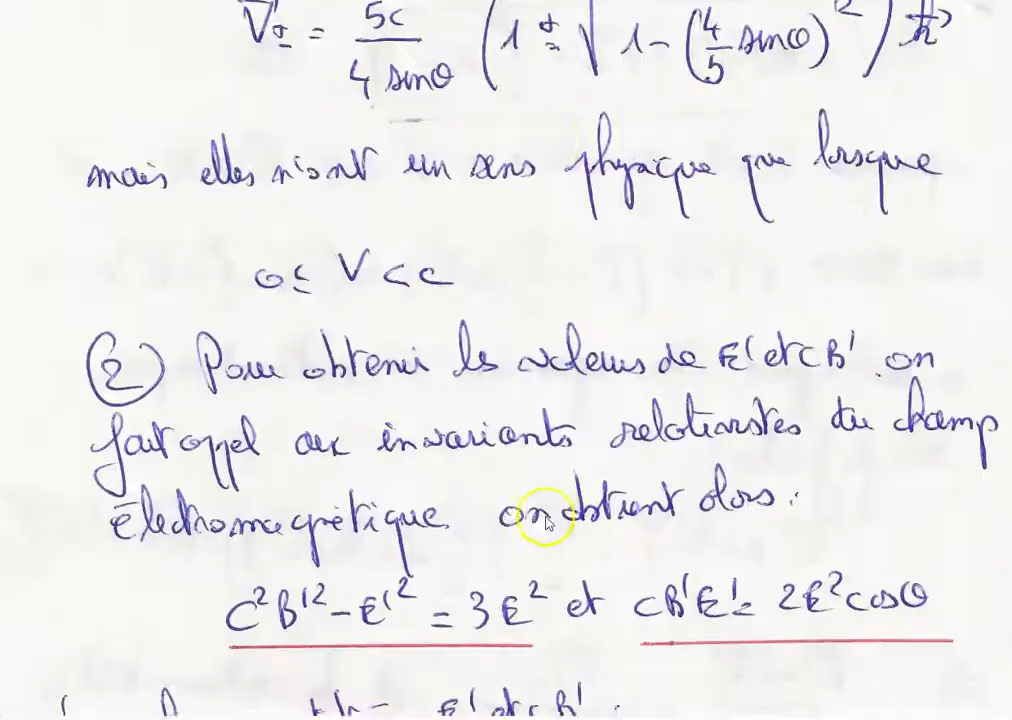 V± = 5c / 4 sinθ (1 ± √1 - (4/5 sinθ)²) k
mais elles n'ont un sens physique que lorsque
0 ≤ V < c
(2) Pour obtenir les valeurs de E' et cB' on
fait appel aux invariants relativistes du champ
électromagnétique. on obtient alors :
C²B'² - E'² = 3E² et cB'E' = 2E² cosθ
E' et cB' :